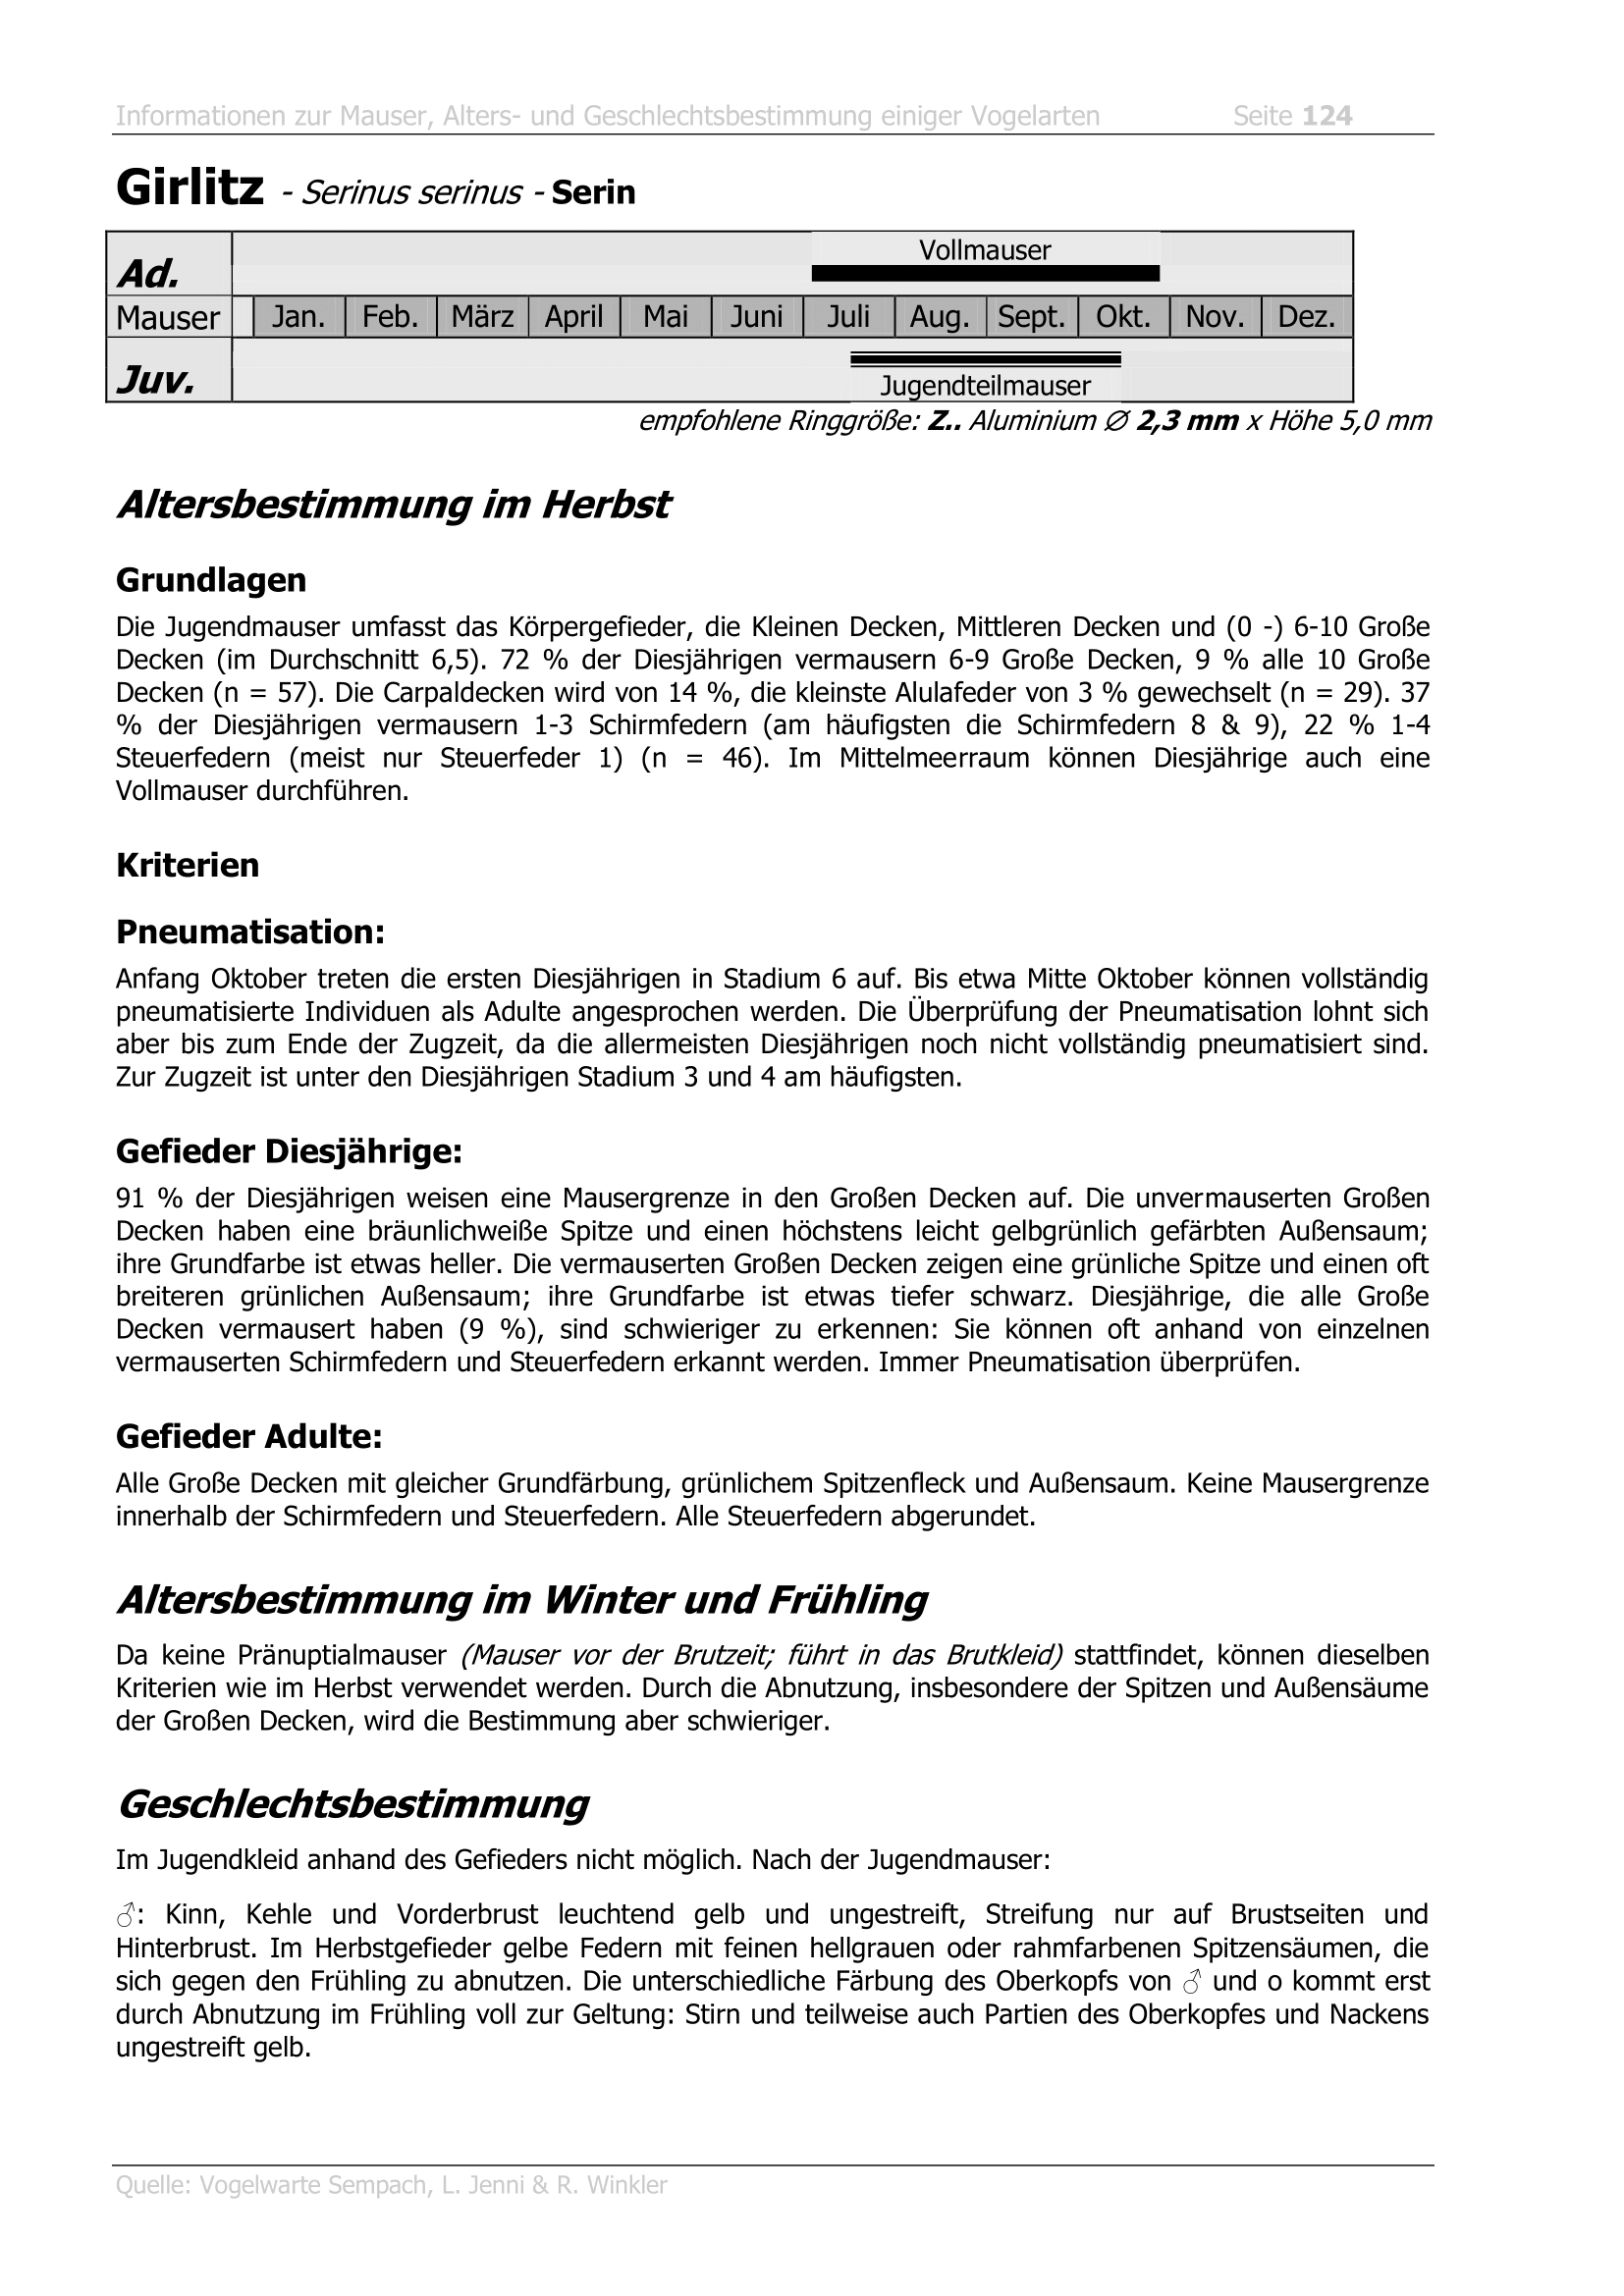 Informationen zur Mauser, Alters- und Geschlechtsbestimmung einiger Vogelarten Seite 124
Girlitz - Serinus serinus - Serin
Vollmauser
Ad.
Mauser Jan. Feb. März April Mai Juni Juli Aug. Sept. Okt. Nov. Dez.
Juv.
Jugendteilmauser
empfohlene Ringgröße: Z.. Aluminium ∅ 2,3 mm x Höhe 5,0 mm
Altersbestimmung im Herbst
Grundlagen
Die Jugendmauser umfasst das Körpergefieder, die Kleinen Decken, Mittleren Decken und (0 -) 6-10 Große
Decken (im Durchschnitt 6,5). 72 % der Diesjährigen vermausern 6-9 Große Decken, 9 % alle 10 Große
Decken (n = 57). Die Carpaldecken wird von 14 %, die kleinste Alulafeder von 3 % gewechselt (n = 29). 37
% der Diesjährigen vermausern 1-3 Schirmfedern (am häufigsten die Schirmfedern 8 & 9), 22 % 1-4
Steuerfedern (meist nur Steuerfeder 1) (n = 46). Im Mittelmeerraum können Diesjährige auch eine
Vollmauser durchführen.
Kriterien
Pneumatisation:
Anfang Oktober treten die ersten Diesjährigen in Stadium 6 auf. Bis etwa Mitte Oktober können vollständig
pneumatisierte Individuen als Adulte angesprochen werden. Die Überprüfung der Pneumatisation lohnt sich
aber bis zum Ende der Zugzeit, da die allermeisten Diesjährigen noch nicht vollständig pneumatisiert sind.
Zur Zugzeit ist unter den Diesjährigen Stadium 3 und 4 am häufigsten.
Gefieder Diesjährige:
91 % der Diesjährigen weisen eine Mausergrenze in den Großen Decken auf. Die unvermauserten Großen
Decken haben eine bräunlichweiße Spitze und einen höchstens leicht gelbgrünlich gefärbten Außensaum;
ihre Grundfarbe ist etwas heller. Die vermauserten Großen Decken zeigen eine grünliche Spitze und einen oft
breiteren grünlichen Außensaum; ihre Grundfarbe ist etwas tiefer schwarz. Diesjährige, die alle Große
Decken vermausert haben (9 %), sind schwieriger zu erkennen: Sie können oft anhand von einzelnen
vermauserten Schirmfedern und Steuerfedern erkannt werden. Immer Pneumatisation überprüfen.
Gefieder Adulte:
Alle Große Decken mit gleicher Grundfärbung, grünlichem Spitzenfleck und Außensaum. Keine Mausergrenze
innerhalb der Schirmfedern und Steuerfedern. Alle Steuerfedern abgerundet.
Altersbestimmung im Winter und Frühling
Da keine Pränuptialmauser (Mauser vor der Brutzeit; führt in das Brutkleid) stattfindet, können dieselben
Kriterien wie im Herbst verwendet werden. Durch die Abnutzung, insbesondere der Spitzen und Außensäume
der Großen Decken, wird die Bestimmung aber schwieriger.
Geschlechtsbestimmung
Im Jugendkleid anhand des Gefieders nicht möglich. Nach der Jugendmauser:
♂: Kinn, Kehle und Vorderbrust leuchtend gelb und ungestreift, Streifung nur auf Brustseiten und
Hinterbrust. Im Herbstgefieder gelbe Federn mit feinen hellgrauen oder rahmfarbenen Spitzensäumen, die
sich gegen den Frühling zu abnutzen. Die unterschiedliche Färbung des Oberkopfs von ♂ und o kommt erst
durch Abnutzung im Frühling voll zur Geltung: Stirn und teilweise auch Partien des Oberkopfes und Nackens
ungestreift gelb.
Quelle: Vogelwarte Sempach, L. Jenni & R. Winkler